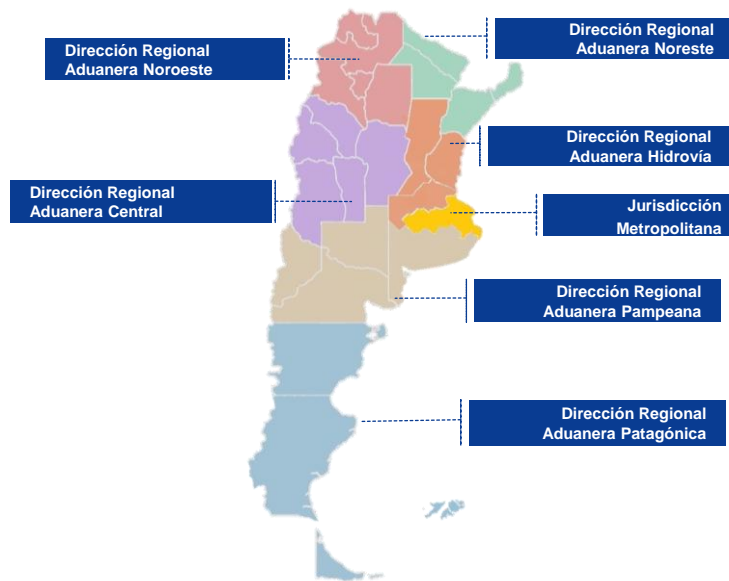 Dirección Regional
Aduanera Noreste
Dirección Regional
Aduanera Noroeste
Dirección Regional
Aduanera Hidrovía
Dirección Regional
Aduanera Central
Jurisdicción
Metropolitana
Dirección Regional
Aduanera Pampeana
Dirección Regional
Aduanera Patagónica